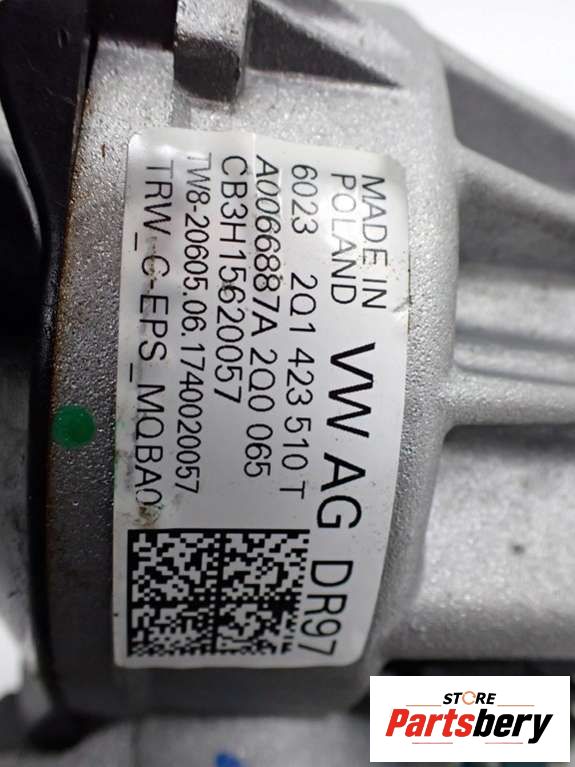 MADE IN
POLAND
VW AG DR97
6023 2Q1 423 510 T
A0066887A 2Q0 065
CB3H15620057
TW8-20605.06.1740020057
TRW_C-EPS_MQBA0
STORE
Partsbery